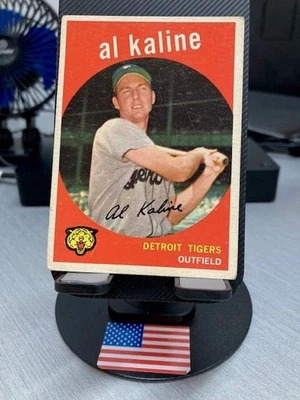 al kaline
Al Kaline
DETROIT TIGERS
OUTFIELD